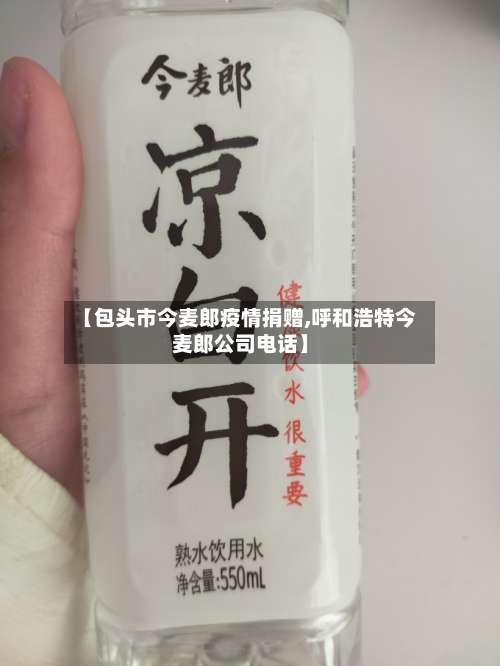 今麦郎
凉白开
健康饮水 很重要
【包头市今麦郎疫情捐赠,呼和浩特今
麦郎公司电话】
熟水饮用水
净含量:550mL